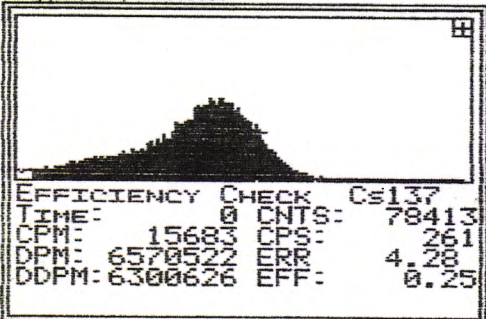 EFFICIENCY CHECK Cs137
TIME: 0 CNTS: 78413
CPM: 15683 CPS: 261
DPM: 6570522 ERR 4.28
DDPM:6300626 EFF: 0.25